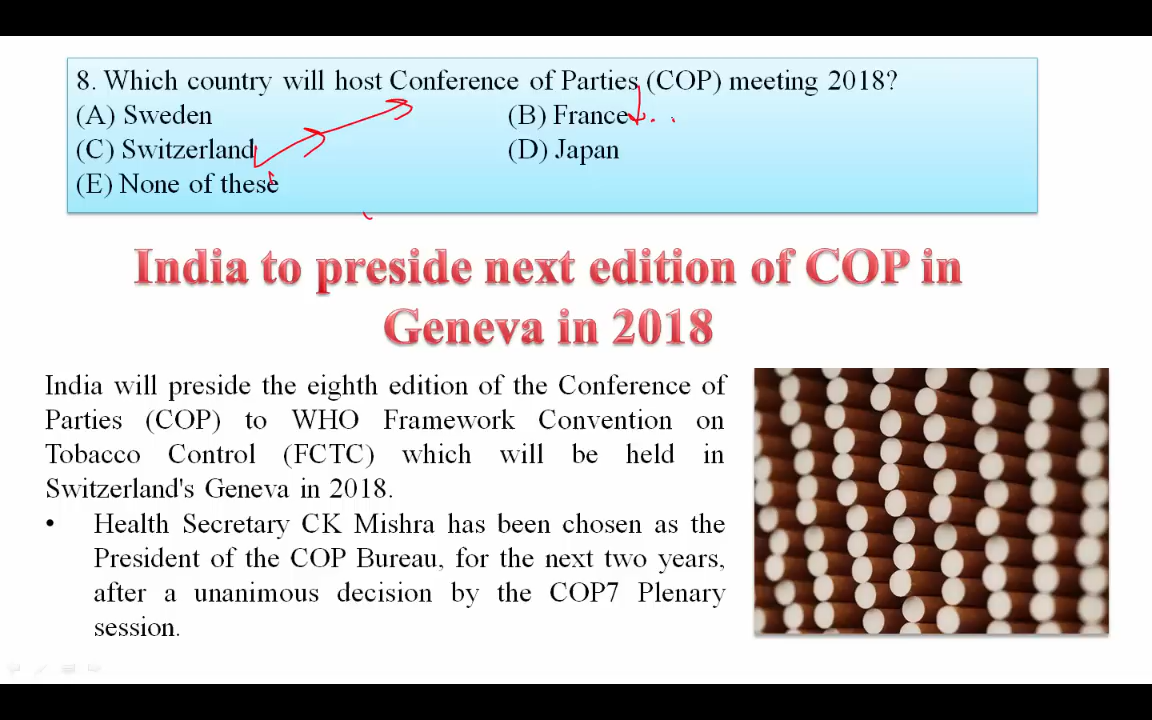 8. Which country will host Conference of Parties (COP) meeting 2018?
(A) Sweden (B) France
(C) Switzerland (D) Japan
(E) None of these
India to preside next edition of COP in
Geneva in 2018
India will preside the eighth edition of the Conference of
Parties (COP) to WHO Framework Convention on
Tobacco Control (FCTC) which will be held in
Switzerland's Geneva in 2018.
• Health Secretary CK Mishra has been chosen as the
President of the COP Bureau, for the next two years,
after a unanimous decision by the COP7 Plenary
session.